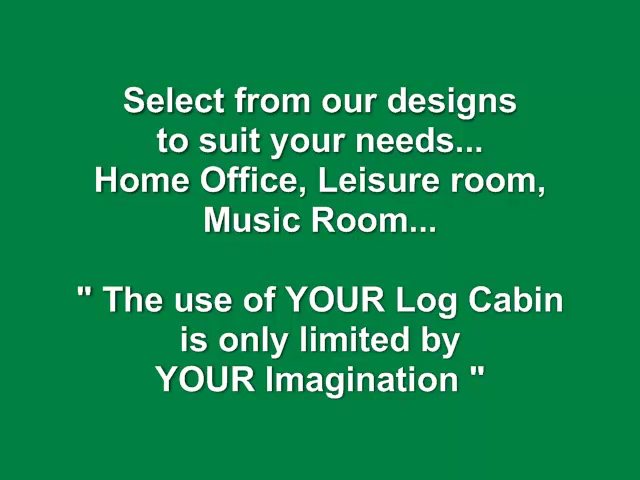 Select from our designs
to suit your needs...
Home Office, Leisure room,
Music Room...
" The use of YOUR Log Cabin
is only limited by
YOUR Imagination "